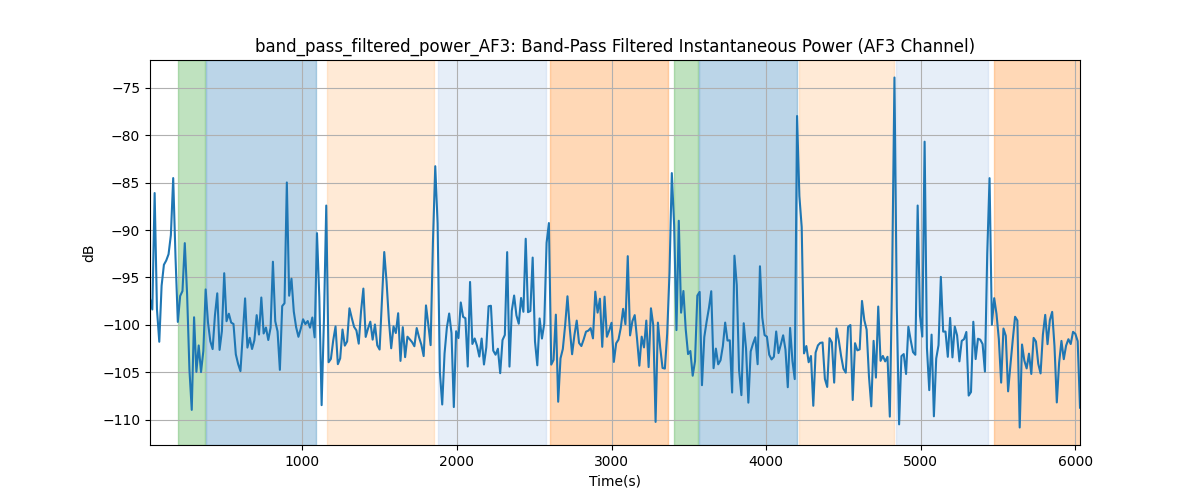 band_pass_filtered_power_AF3: Band-Pass Filtered Instantaneous Power (AF3 Channel)
dB
−75
−80
−85
−90
−95
−100
−105
−110
1000 2000 3000 4000 5000 6000
Time(s)